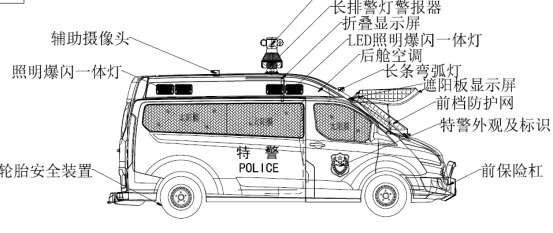 长排警灯警报器
折叠显示屏
辅助摄像头
LED照明爆闪一体灯
后舱空调
照明爆闪一体灯
长条弯弧灯
遮阳板显示屏
前档防护网
特警外观及标识
特 警
POLICE
轮胎安全装置
前保险杠